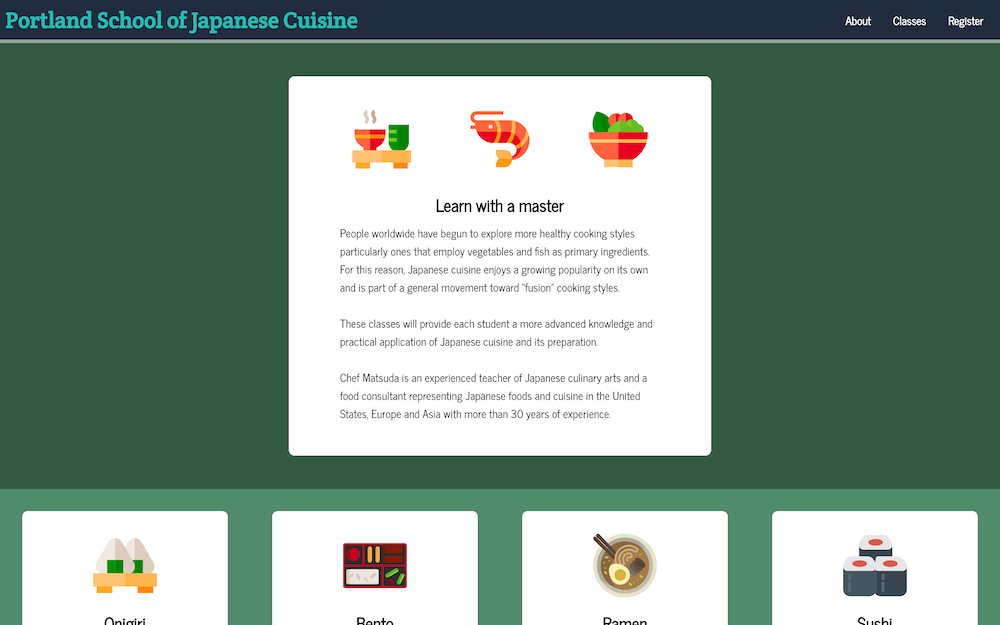 Portland School of Japanese Cuisine
About Classes Register
Learn with a master
People worldwide have begun to explore more healthy cooking styles
particularly ones that employ vegetables and fish as primary ingredients.
For this reason, Japanese cuisine enjoys a growing popularity on its own
and is part of a general movement toward "fusion" cooking styles.
These classes will provide each student a more advanced knowledge and
practical application of Japanese cuisine and its preparation.
Chef Matsuda is an experienced teacher of Japanese culinary arts and a
food consultant representing Japanese foods and cuisine in the United
States, Europe and Asia with more than 30 years of experience.
Onigiri
Bento
Ramen
Sushi